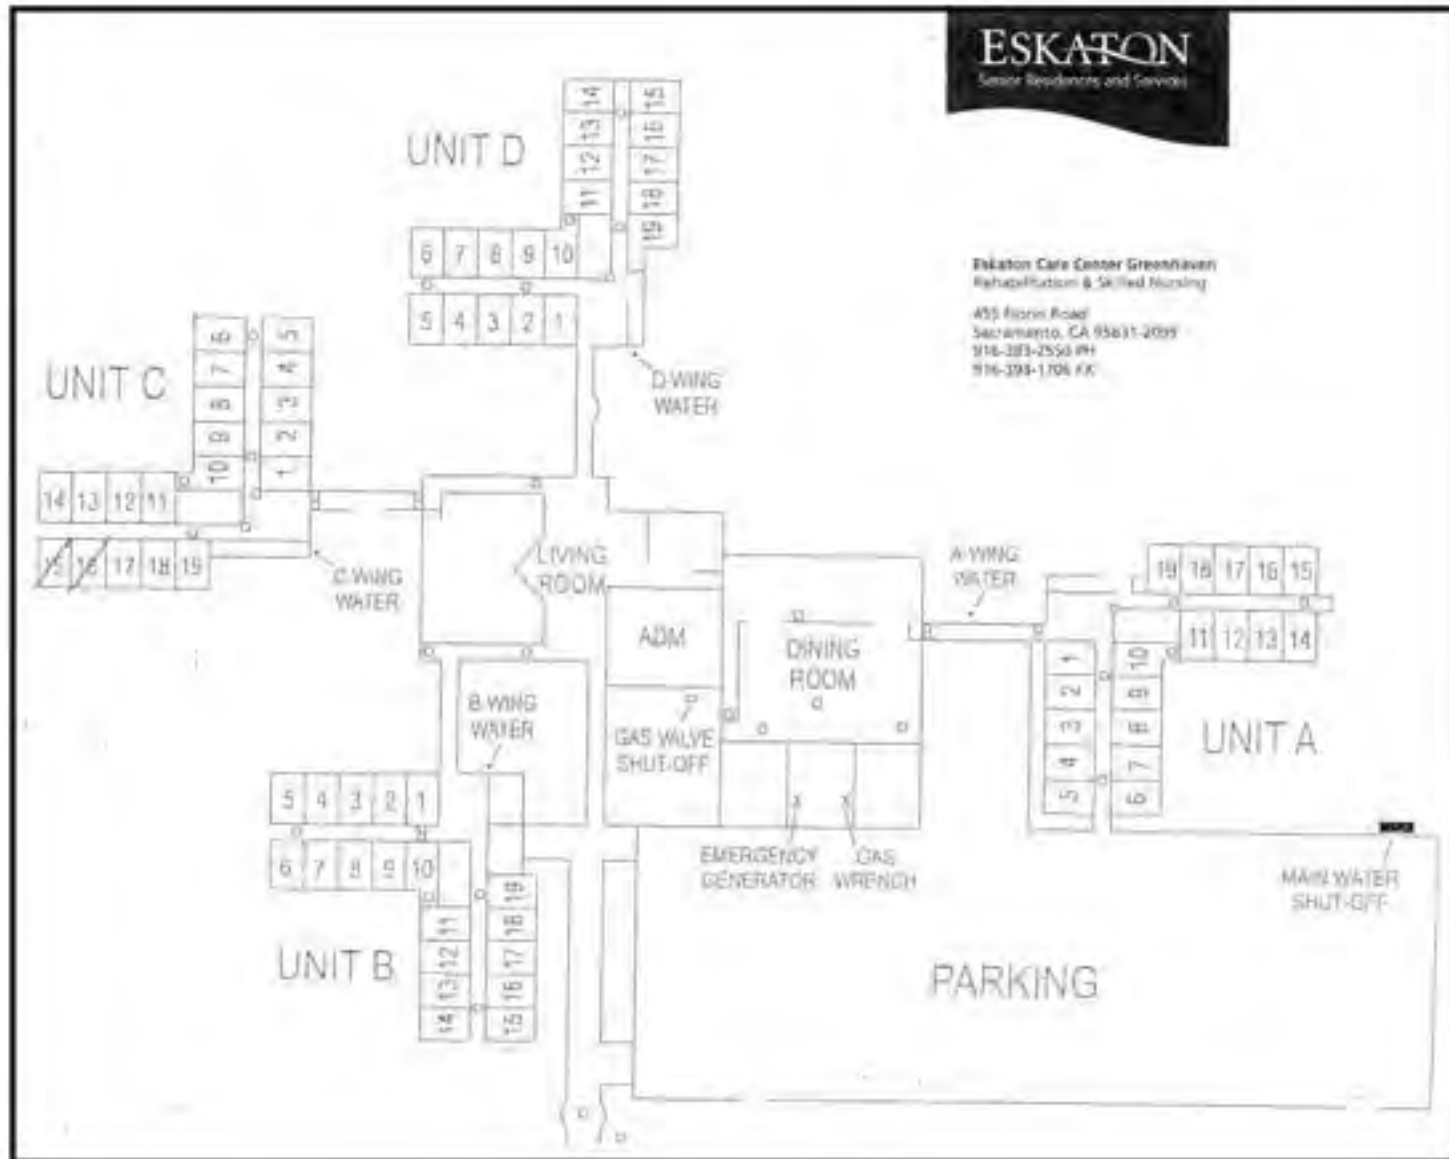 ESKATON
Senior Residences and Services
Eskaton Care Center Greenhaven
Rehabilitation & Skilled Nursing
Sacramento, CA 95831-2099
UNIT D
14 15
13 16
12 17
11 18
19
6 7 8 9 10
5 4 3 2 1
D-WING
WATER
UNIT C
6 5
7 4
8 3
9 2
10 1
14 13 12 11
15 16 17 18 19
C-WING
WATER
LIVING
ROOM
ADM
DINING
ROOM
GAS VALVE
SHUT-OFF
A-WING
WATER
19 18 17 16 15
11 12 13 14
1 10
2 9
3 8
4 7
5 6
UNIT A
B-WING
WATER
5 4 3 2 1
6 7 8 9 10
19
11 18
12 17
13 16
14 15
UNIT B
EMERGENCY
GENERATOR
GAS
WRENCH
MAIN WATER
SHUT-OFF
PARKING